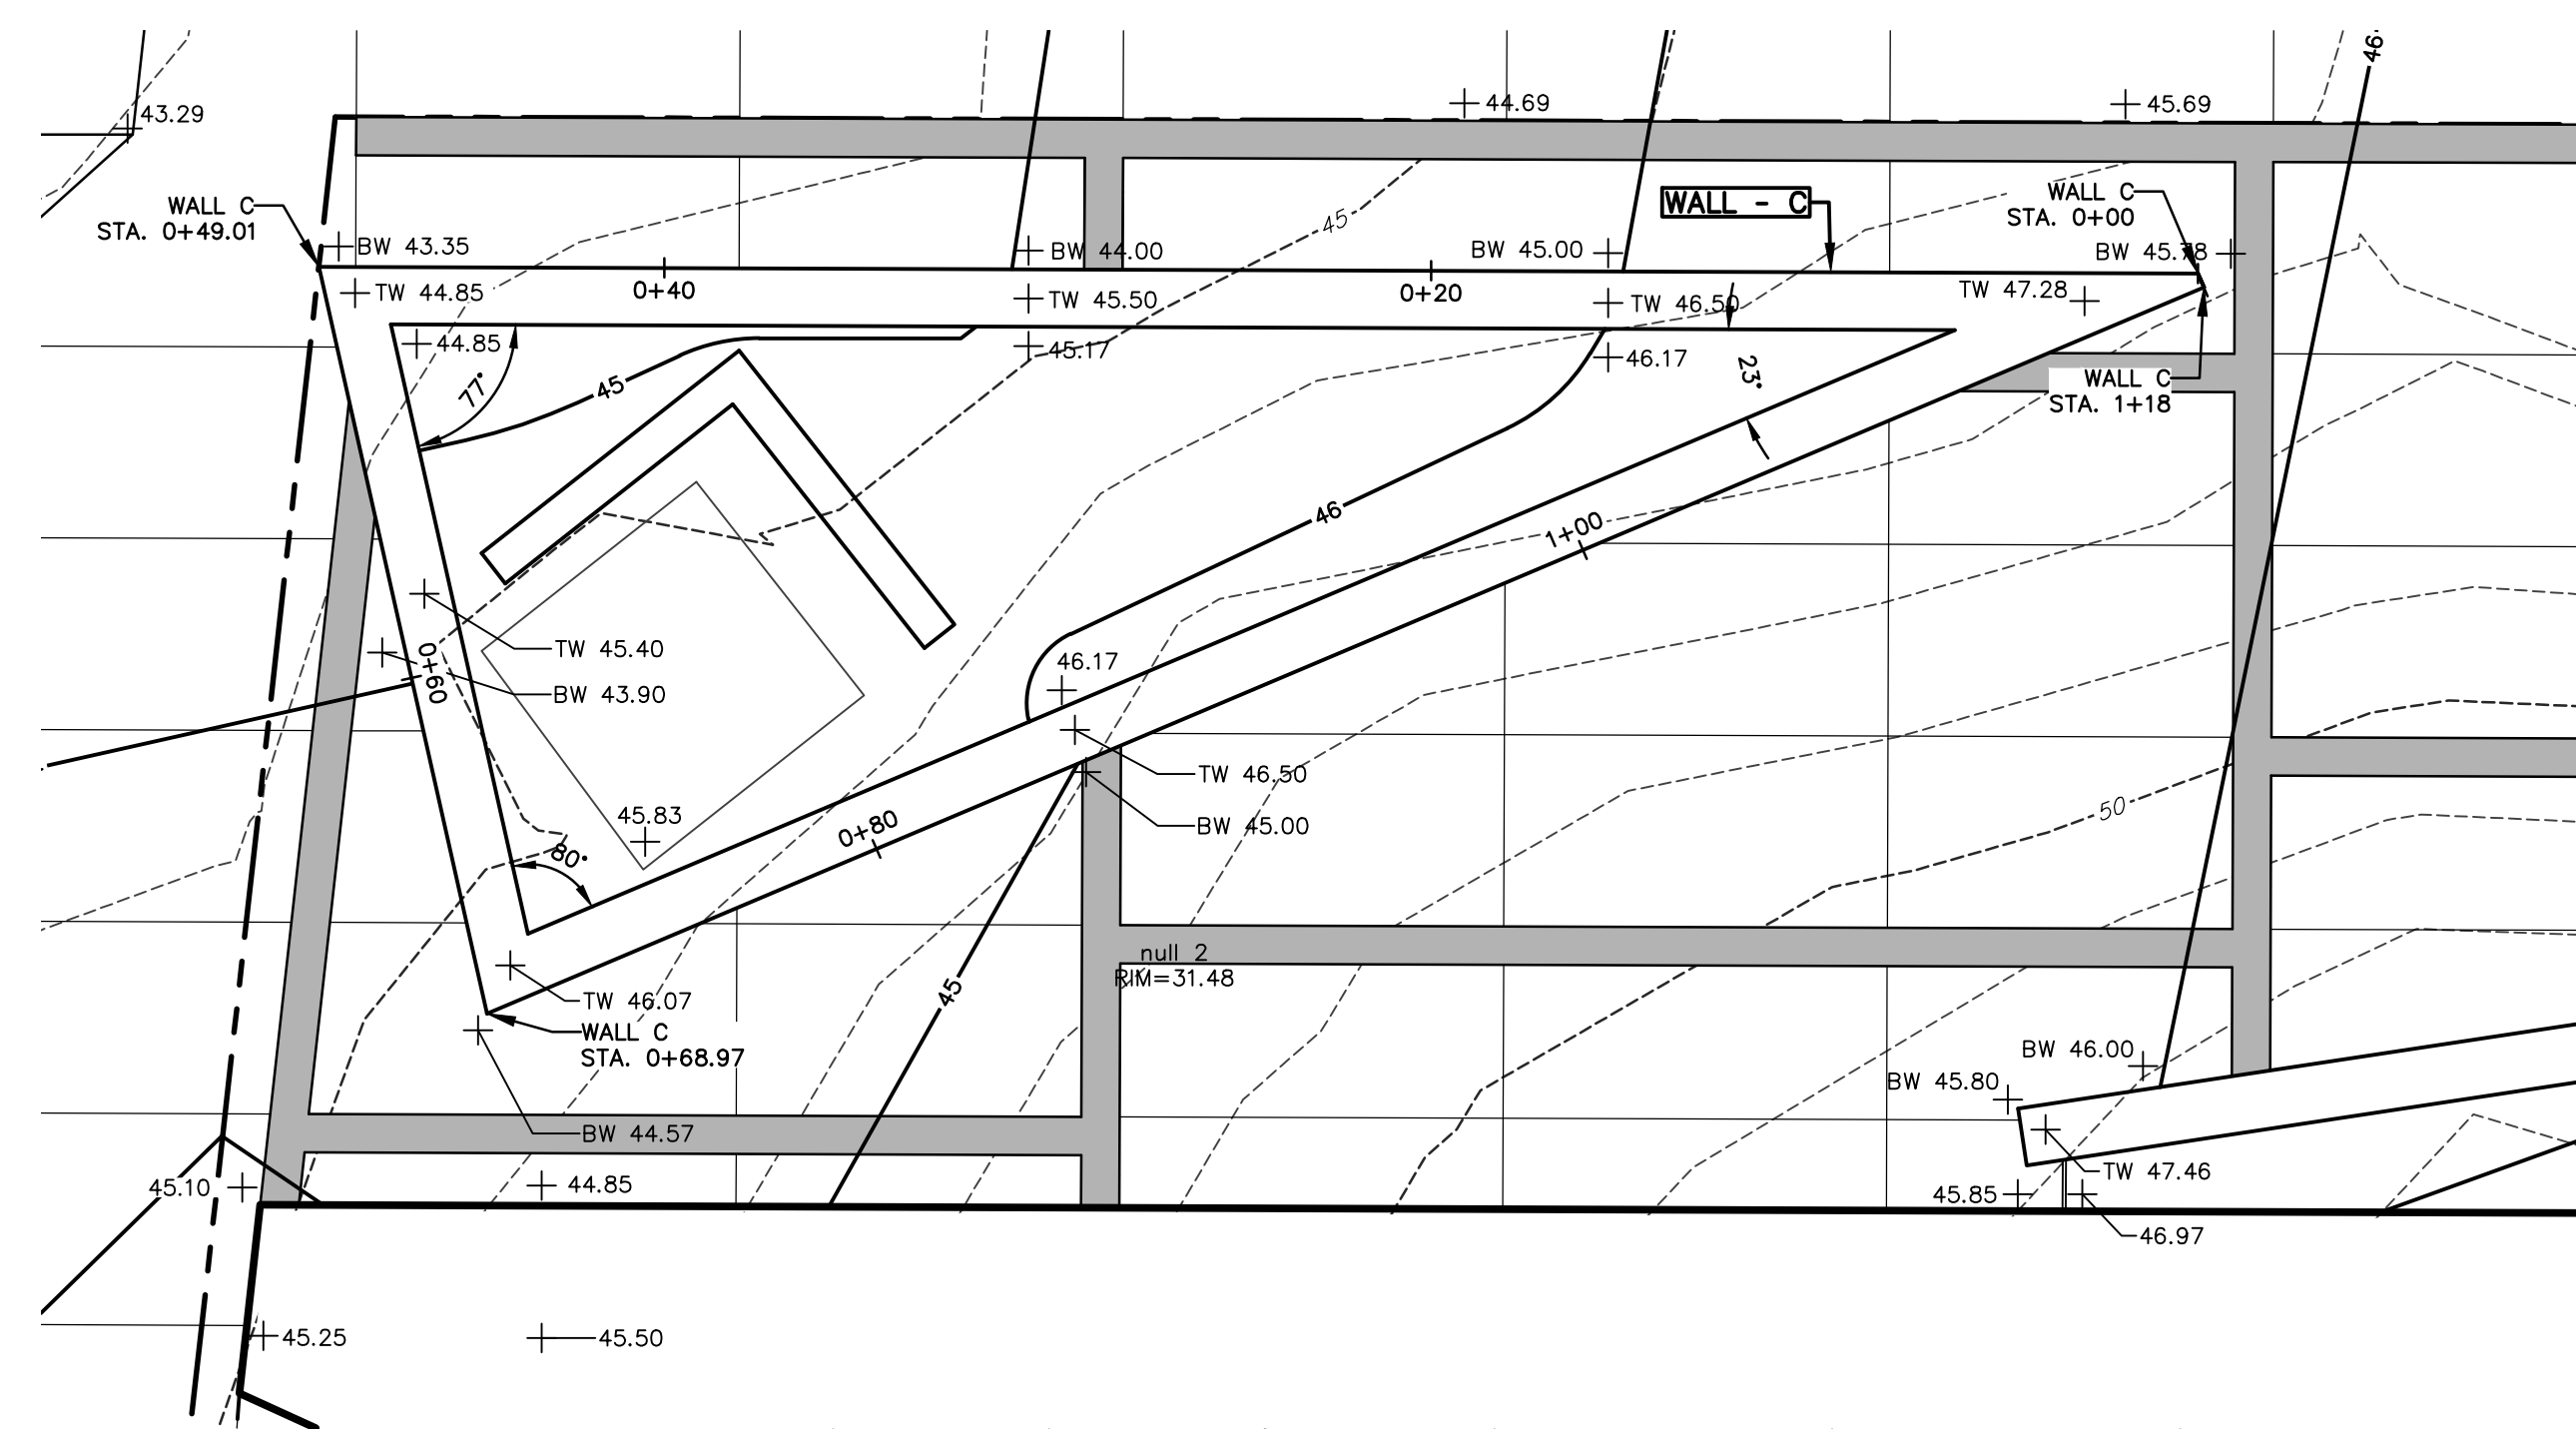 46
43.29
44.69
45.69
WALL C
STA. 0+49.01
WALL - C
WALL C
STA. 0+00
45
BW 43.35
BW 44.00
BW 45.00
BW 45.78
TW 44.85
0+40
TW 45.50
0+20
TW 46.50
TW 47.28
44.85
45.17
46.17
77°
45
23°
WALL C
STA. 1+18
46
1+00
TW 45.40
0+60
BW 43.90
46.17
TW 46.50
45.83
0+80
BW 45.00
50
80°
null 2
RIM=31.48
TW 46.07
45
WALL C
STA. 0+68.97
BW 46.00
BW 45.80
BW 44.57
TW 47.46
45.10
44.85
45.85
46.97
45.25
45.50